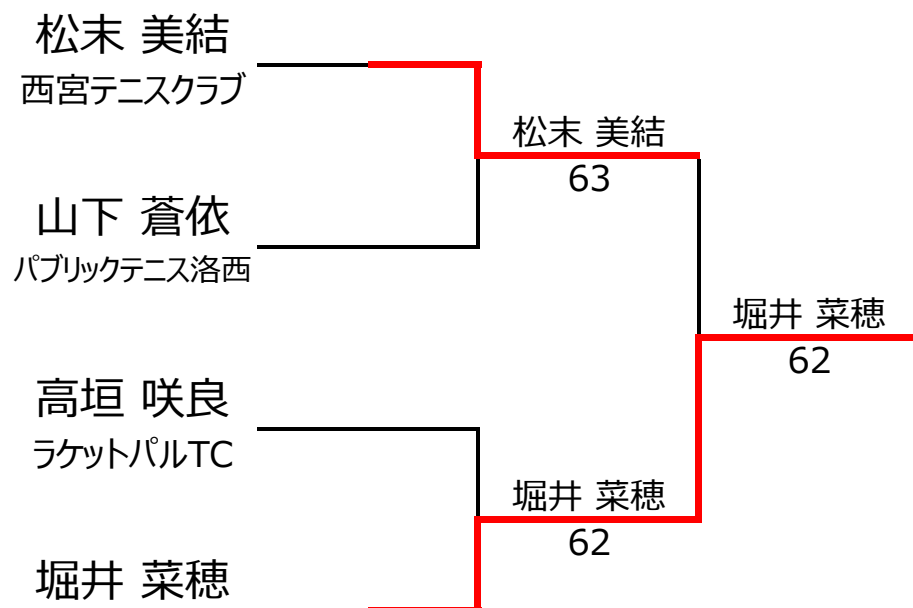 松末 美結
西宮テニスクラブ
松末 美結
63
山下 蒼依
パブリックテニス洛西
堀井 菜穂
62
高垣 咲良
ラケットパルTC
堀井 菜穂
62
堀井 菜穂